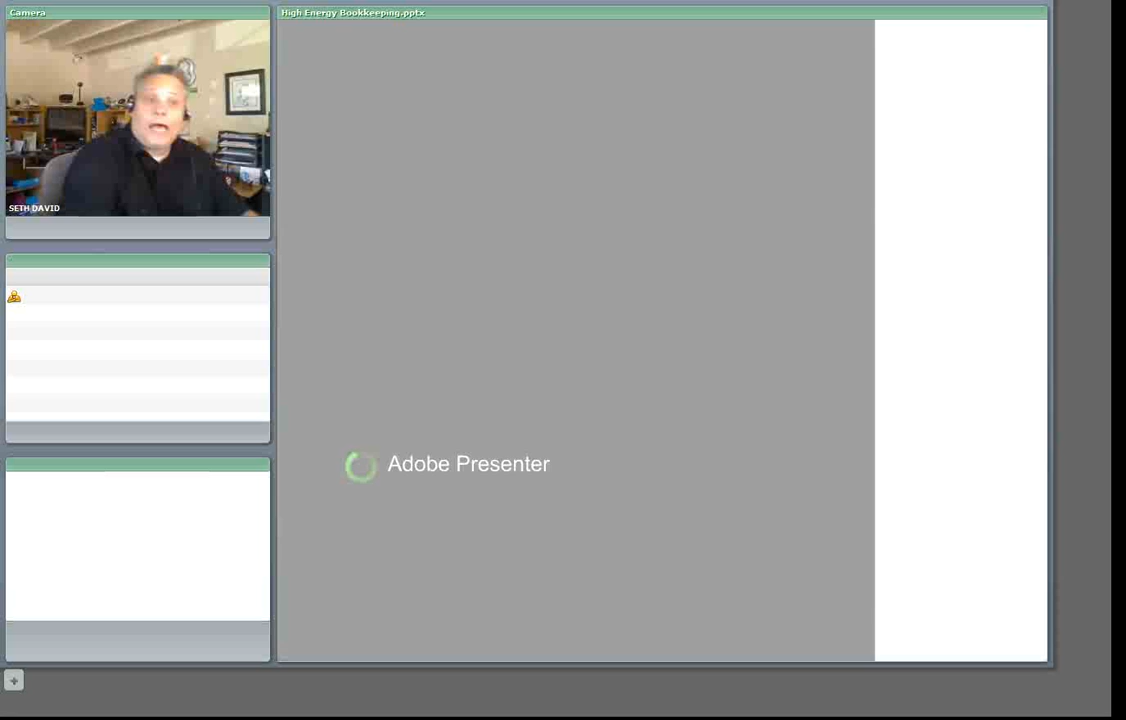 Camera
High Energy Bookkeeping.pptx
SETH DAVID
Adobe Presenter